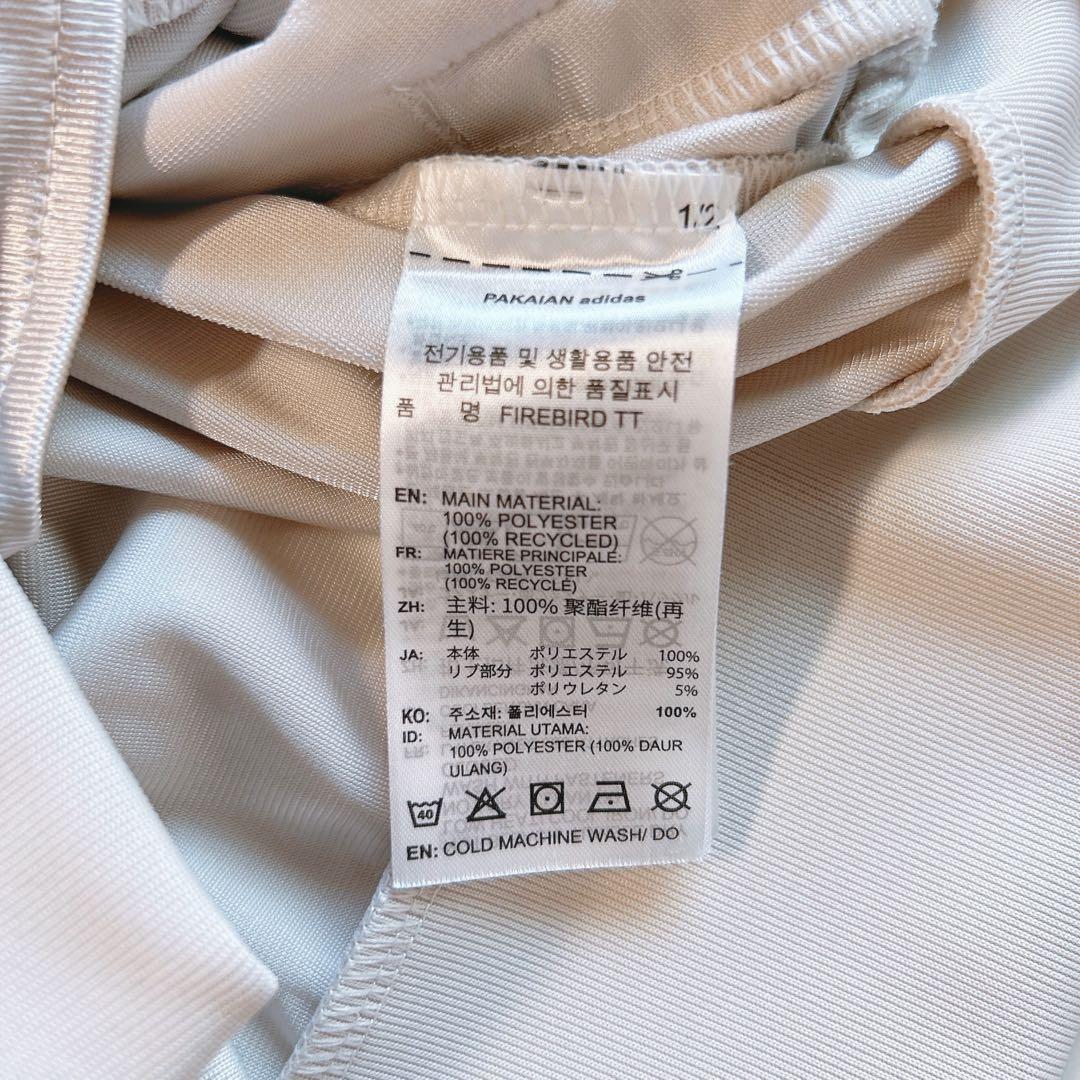 1/2
PAKAIAN adidas
전기용품 및 생활용품 안전
관리법에 의한 품질표시
품 명 FIREBIRD TT
EN: MAIN MATERIAL:
100% POLYESTER
(100% RECYCLED)
FR: MATIERE PRINCIPALE:
100% POLYESTER
(100% RECYCLÉ)
ZH: 主料: 100% 聚酯纤维(再
生)
JA: 本体 ポリエステル 100%
リブ部分 ポリエステル 95%
ポリウレタン 5%
KO: 주소재: 폴리에스터 100%
ID: MATERIAL UTAMA:
100% POLYESTER (100% DAUR
ULANG)
40
EN: COLD MACHINE WASH/ DO